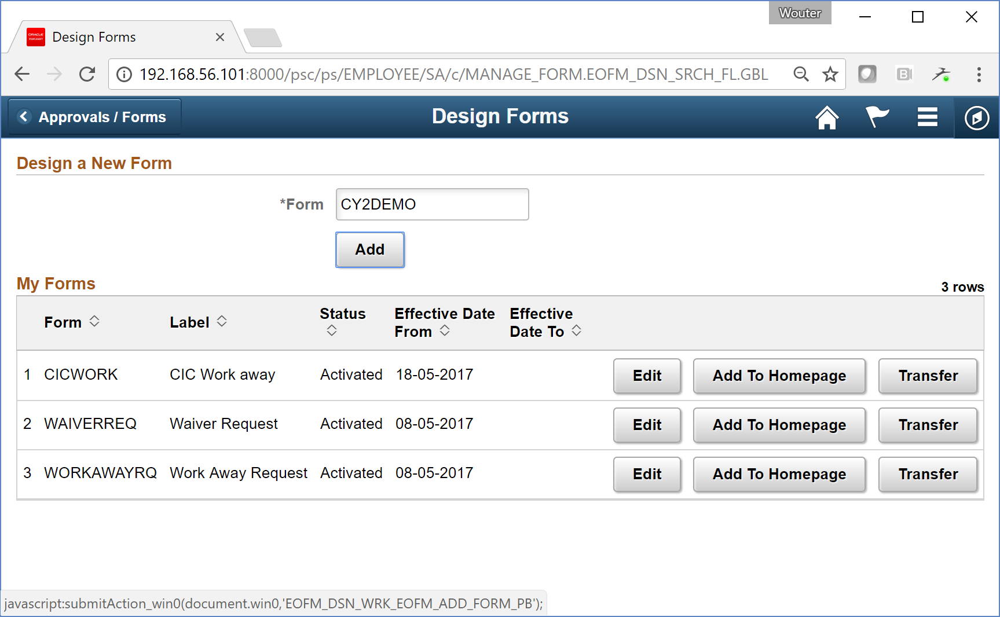 Wouter
ORACLE
PEOPLESOFT
Design Forms
192.168.56.101:8000/psc/ps/EMPLOYEE/SA/c/MANAGE_FORM.EOFM_DSN_SRCH_FL.GBL
B
Approvals / Forms
Design Forms
Design a New Form
*Form CY2DEMO
Add
My Forms
3 rows
Form Label Status Effective Date From Effective Date To
1 CICWORK CIC Work away Activated 18-05-2017 Edit Add To Homepage Transfer
2 WAIVERREQ Waiver Request Activated 08-05-2017 Edit Add To Homepage Transfer
3 WORKAWAYRQ Work Away Request Activated 08-05-2017 Edit Add To Homepage Transfer
javascript:submitAction_win0(document.win0,'EOFM_DSN_WRK_EOFM_ADD_FORM_PB');